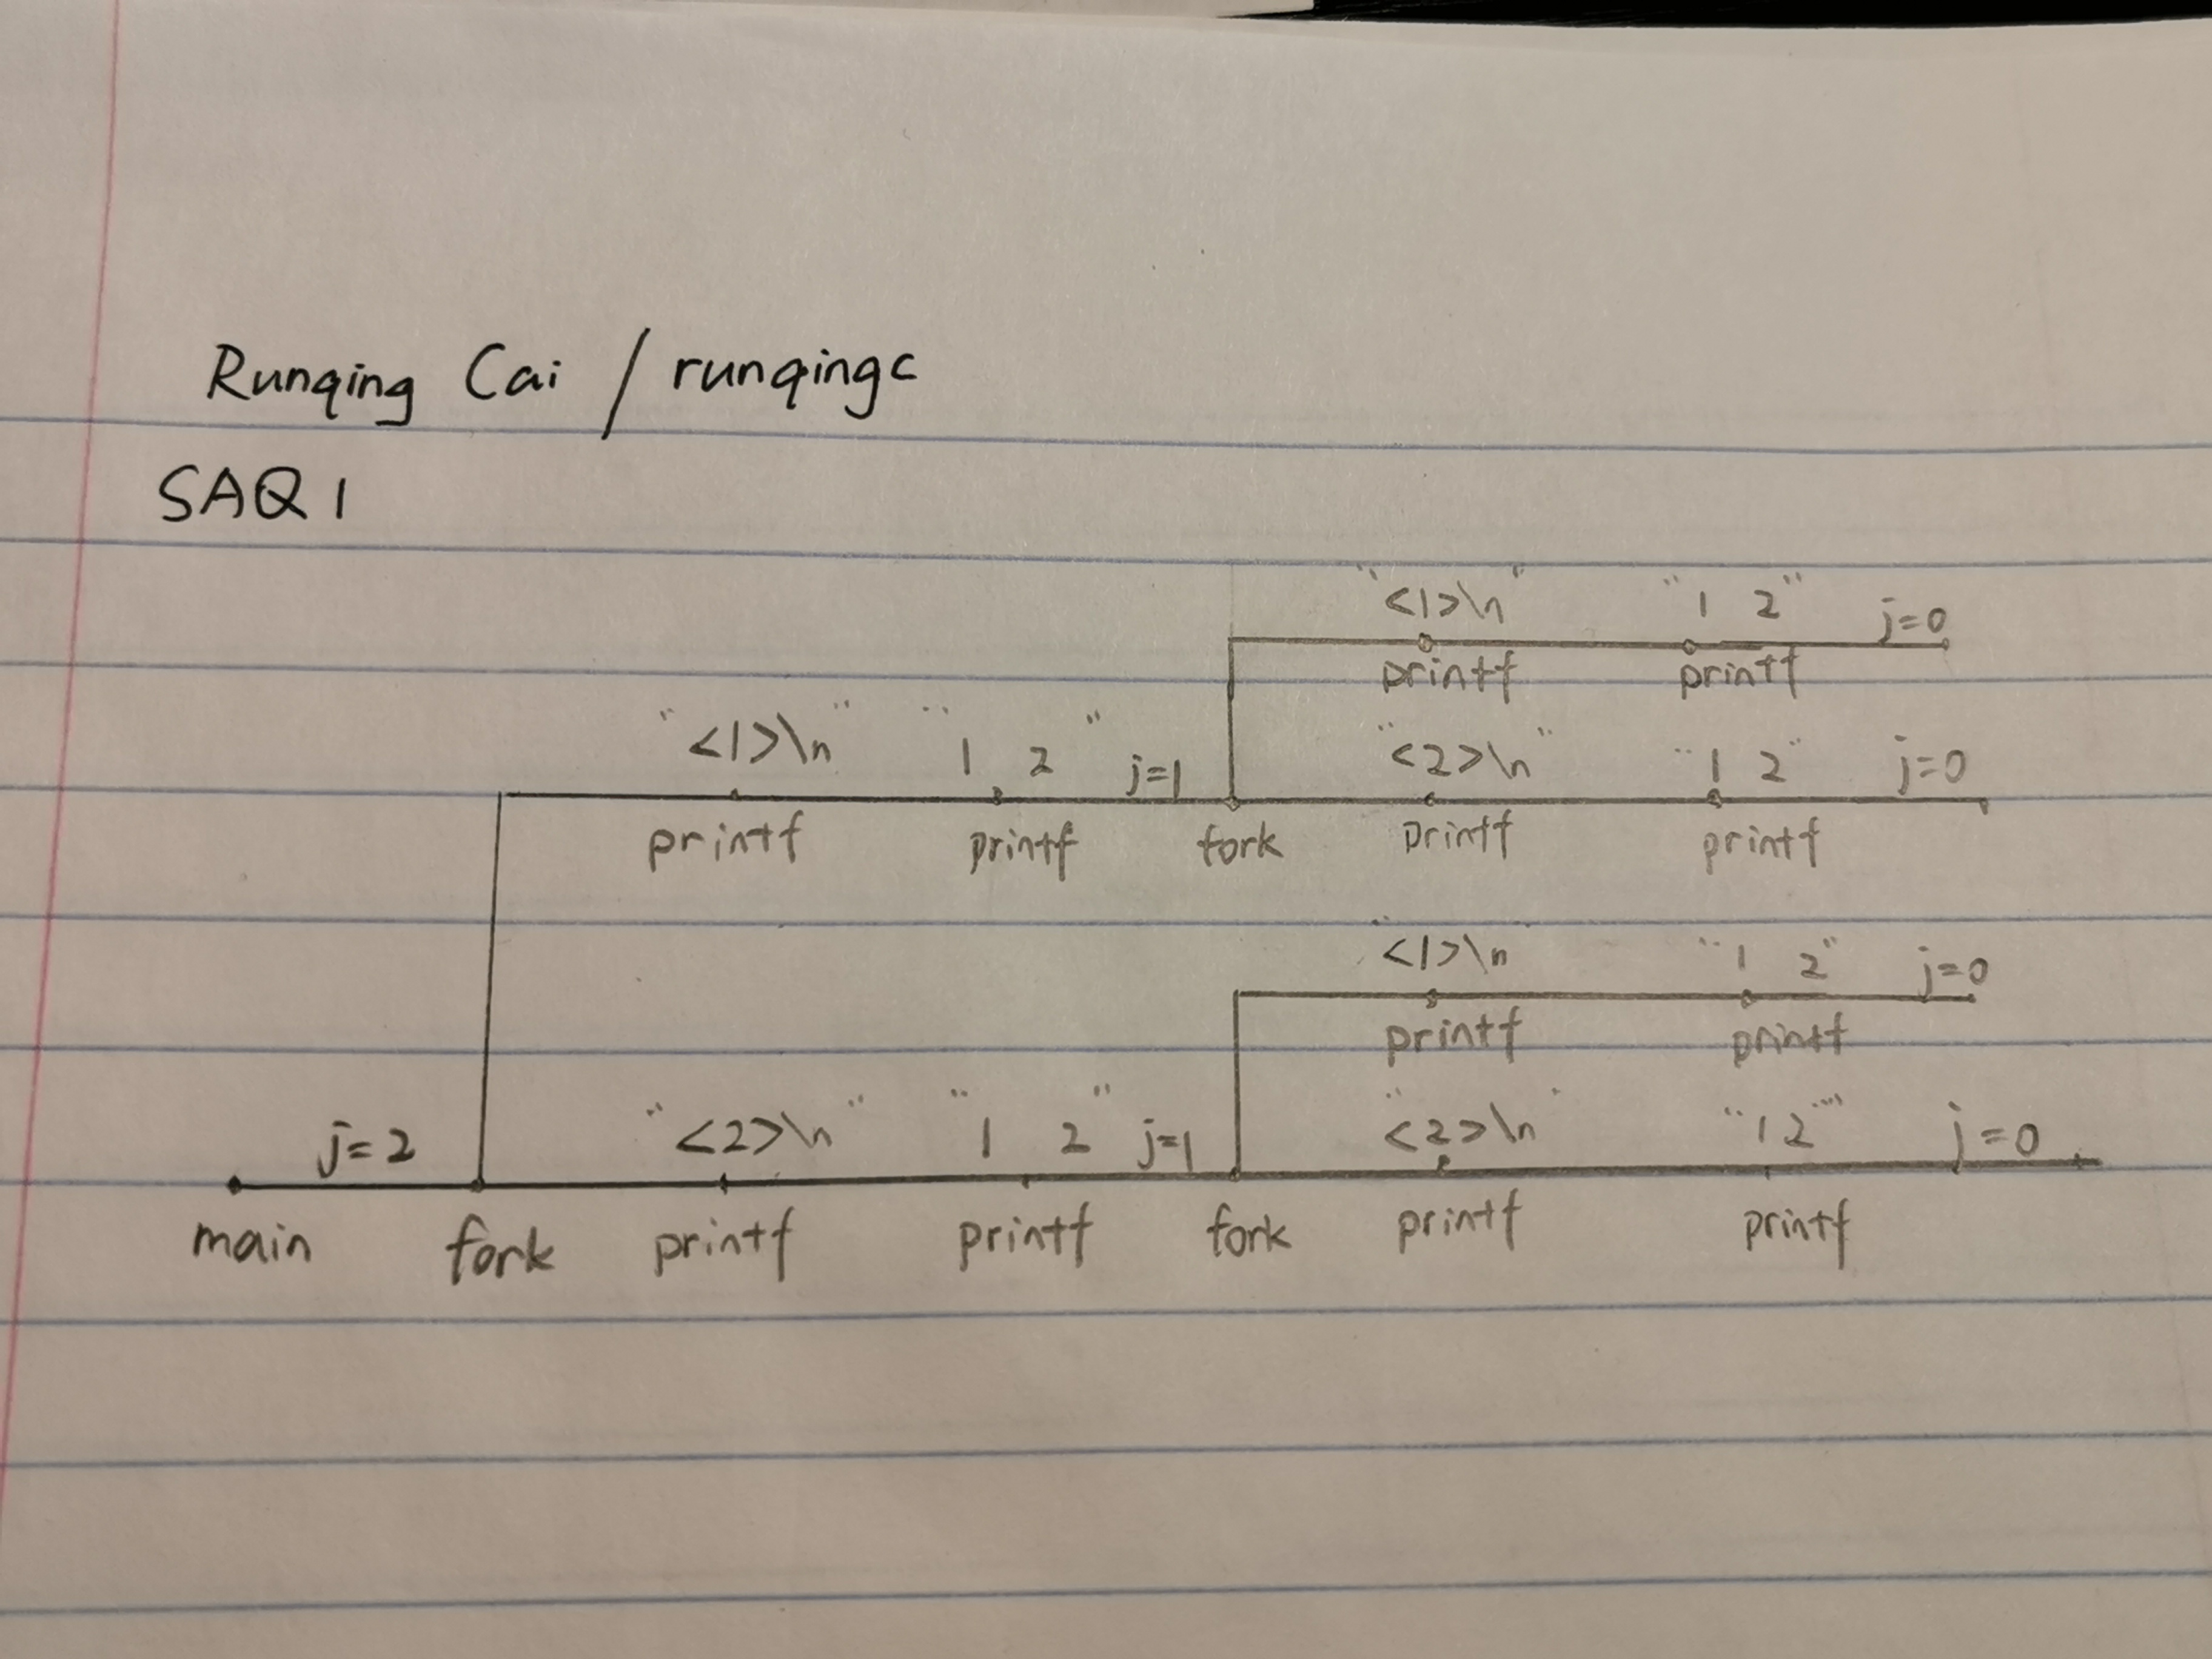 Runqing Cai / runqingc
SAQ 1
"<1>\n" "1 2" j=0
printf printf
"<1>\n" "1 2" j=1 "<2>\n" "1 2" j=0
printf printf fork printf printf
"<1>\n "1 2" j=0
printf printf
j=2 "<2>\n" "1 2" j=1 "<2>\n" "1 2"" j=0
main fork printf printf fork printf printf